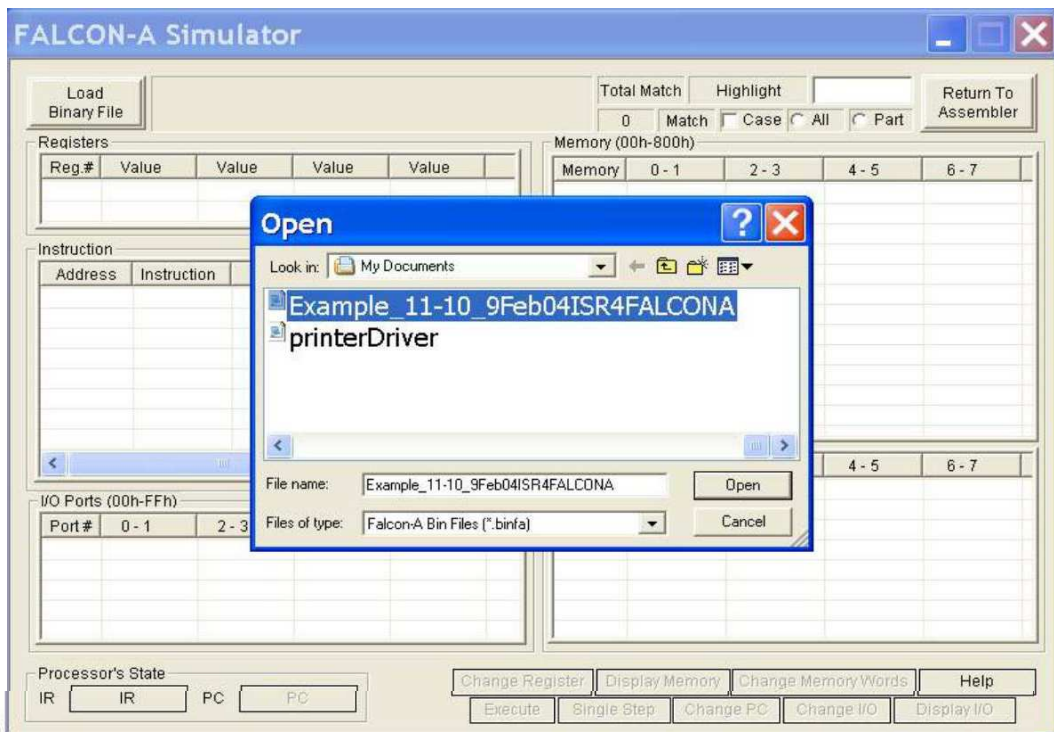 FALCON-A Simulator
Load
Binary File
Total Match Highlight
0 Match Case All Part
Return To
Assembler
Registers
Reg.# Value Value Value Value
Memory (00h-800h)
Memory 0 - 1 2 - 3 4 - 5 6 - 7
Instruction
Address Instruction
Open
Look in: My Documents
Example_11-10_9Feb04ISR4FALCONA
printerDriver
File name: Example_11-10_9Feb04ISR4FALCONA Open
Files of type: Falcon-A Bin Files (*.binfa) Cancel
4 - 5 6 - 7
I/O Ports (00h-FFh)
Port # 0 - 1 2 - 3
Processor's State
IR IR PC PC
Change Register Display Memory Change Memory Words Help
Execute Single Step Change PC Change I/O Display I/O